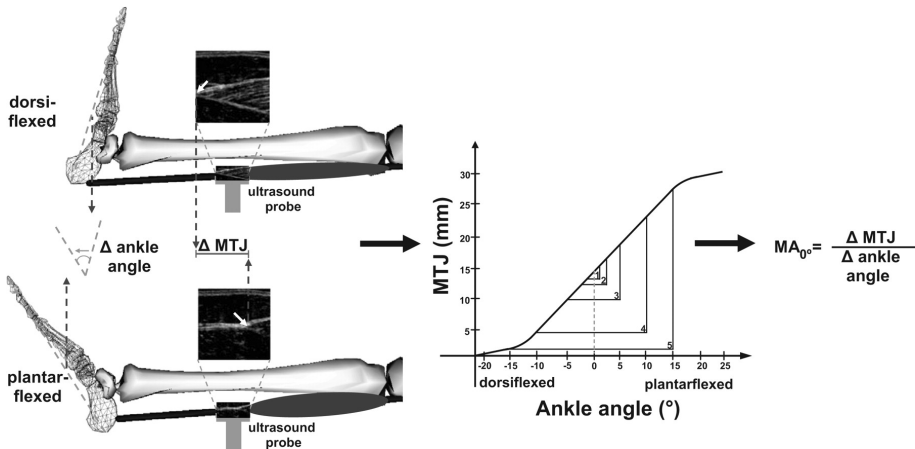 dorsi-
flexed
ultrasound
probe
Δ ankle
angle
Δ MTJ
plantar-
flexed
ultrasound
probe
MTJ (mm)
30
25
20
15
10
5
1
2
3
4
5
-20 -15 -10 -5 0 5 10 15 20 25
dorsiflexed plantarflexed
Ankle angle (°)
MA0°= Δ MTJ
Δ ankle
angle